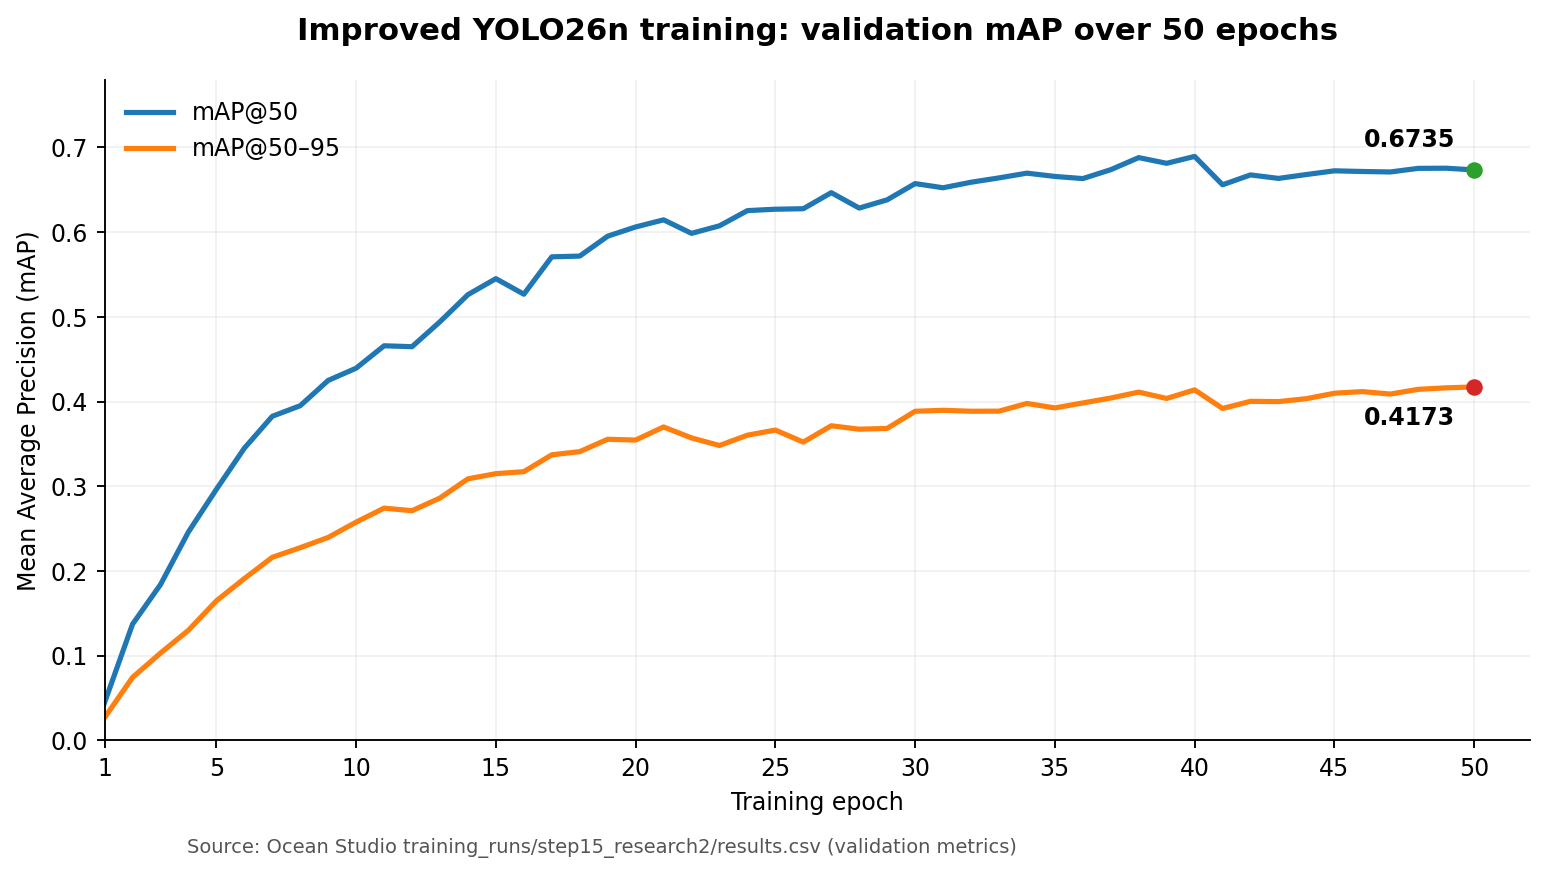 Improved YOLO26n training: validation mAP over 50 epochs
mAP@50
mAP@50–95
0.6735
0.4173
Mean Average Precision (mAP)
0.7
0.6
0.5
0.4
0.3
0.2
0.1
0.0
1 5 10 15 20 25 30 35 40 45 50
Training epoch
Source: Ocean Studio training_runs/step15_research2/results.csv (validation metrics)